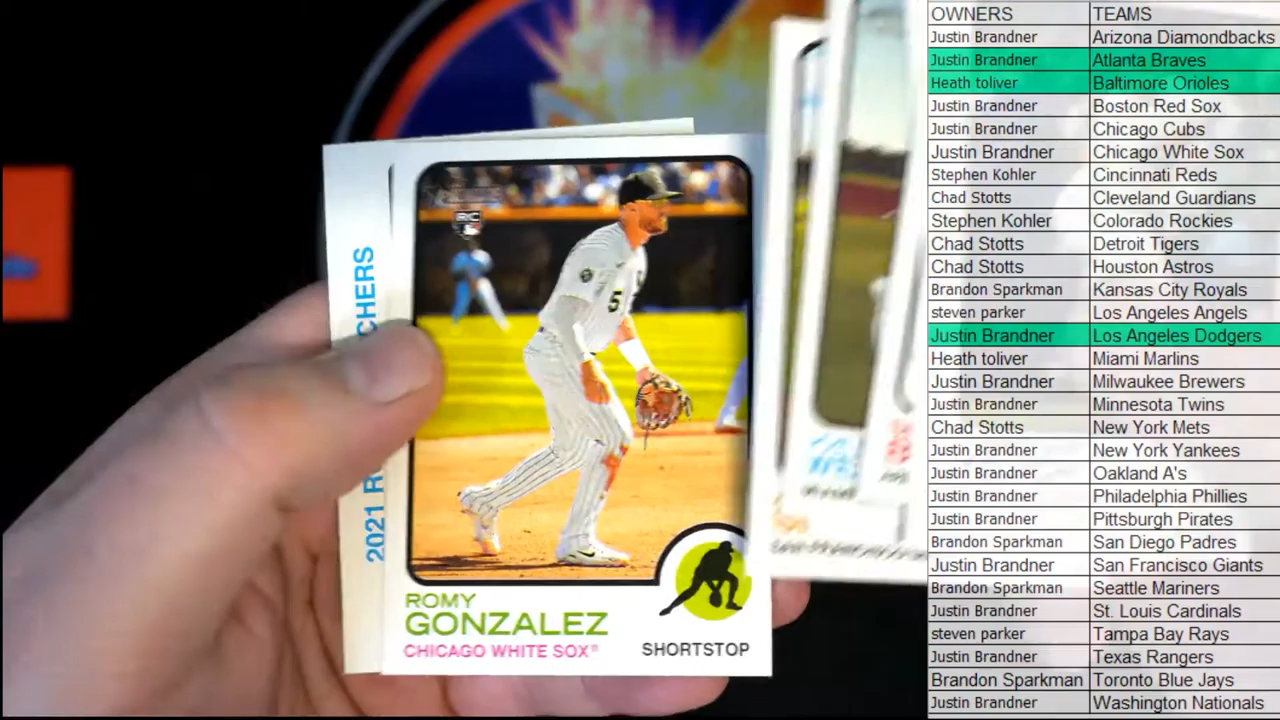 2021 R
CHERS
RC
5
ROMY
GONZALEZ
CHICAGO WHITE SOX®
SHORTSTOP
OWNERS TEAMS
Justin Brandner Arizona Diamondbacks
Justin Brandner Atlanta Braves
Heath toliver Baltimore Orioles
Justin Brandner Boston Red Sox
Justin Brandner Chicago Cubs
Justin Brandner Chicago White Sox
Stephen Kohler Cincinnati Reds
Chad Stotts Cleveland Guardians
Stephen Kohler Colorado Rockies
Chad Stotts Detroit Tigers
Chad Stotts Houston Astros
Brandon Sparkman Kansas City Royals
steven parker Los Angeles Angels
Justin Brandner Los Angeles Dodgers
Heath toliver Miami Marlins
Justin Brandner Milwaukee Brewers
Justin Brandner Minnesota Twins
Chad Stotts New York Mets
Justin Brandner New York Yankees
Justin Brandner Oakland A's
Justin Brandner Philadelphia Phillies
Justin Brandner Pittsburgh Pirates
Brandon Sparkman San Diego Padres
Justin Brandner San Francisco Giants
Brandon Sparkman Seattle Mariners
Justin Brandner St. Louis Cardinals
steven parker Tampa Bay Rays
Justin Brandner Texas Rangers
Brandon Sparkman Toronto Blue Jays
Justin Brandner Washington Nationals